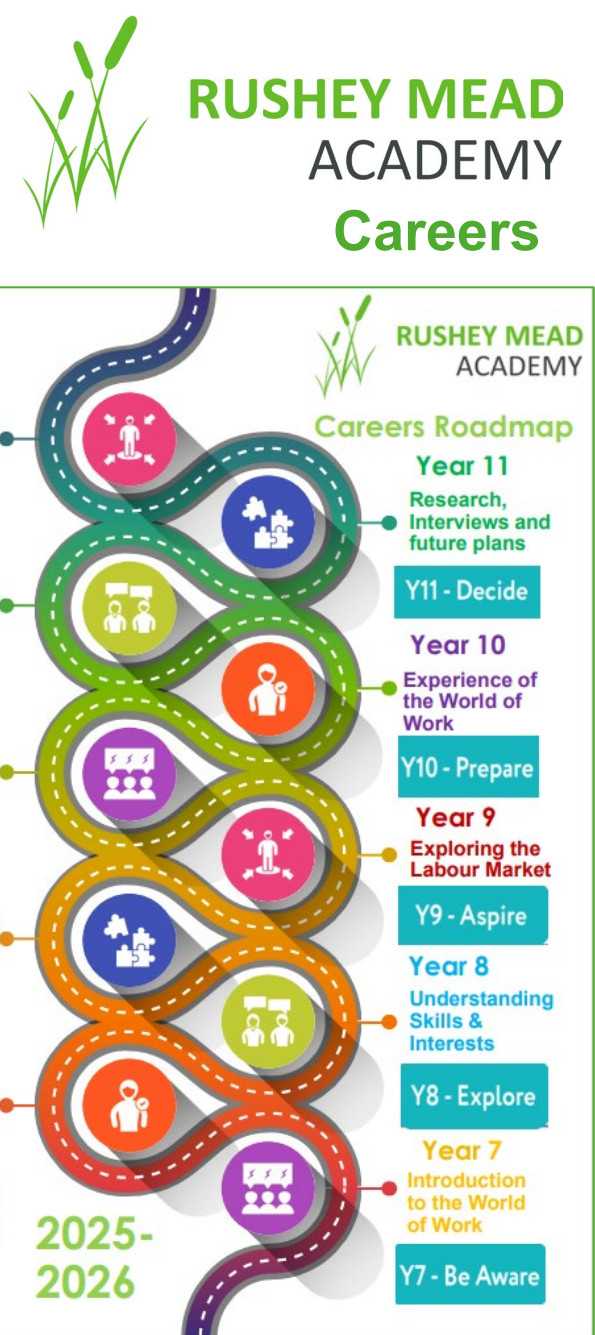 RUSHEY MEAD
ACADEMY
Careers
RUSHEY MEAD
ACADEMY
Careers Roadmap
Year 11
Research,
Interviews and
future plans
Y11 - Decide
Year 10
Experience of
the World of
Work
Y10 - Prepare
Year 9
Exploring the
Labour Market
Y9 - Aspire
Year 8
Understanding
Skills &
Interests
Y8 - Explore
Year 7
Introduction
to the World
of Work
Y7 - Be Aware
2025-
2026